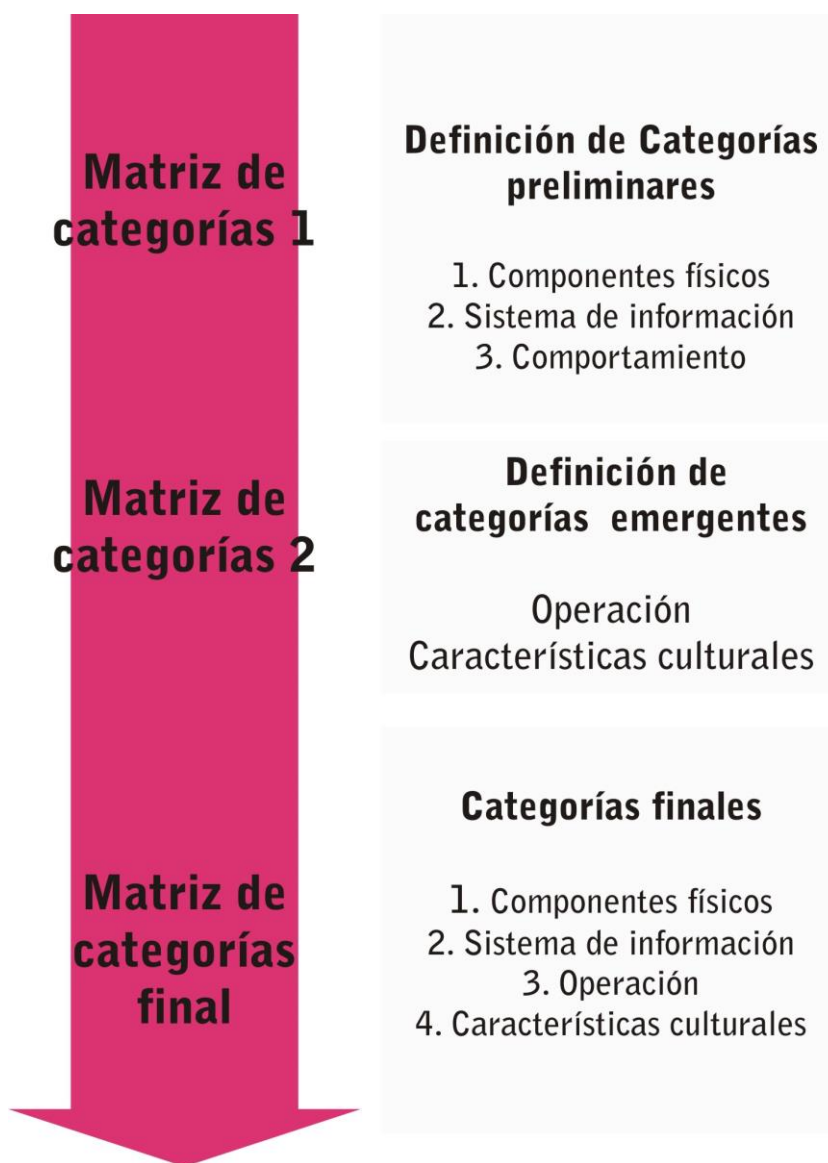 Matriz de
categorías 1
Definición de Categorías
preliminares
1. Componentes físicos
2. Sistema de información
3. Comportamiento
Matriz de
categorías 2
Definición de
categorías emergentes
Operación
Características culturales
Matriz de
categorías
final
Categorías finales
1. Componentes físicos
2. Sistema de información
3. Operación
4. Características culturales